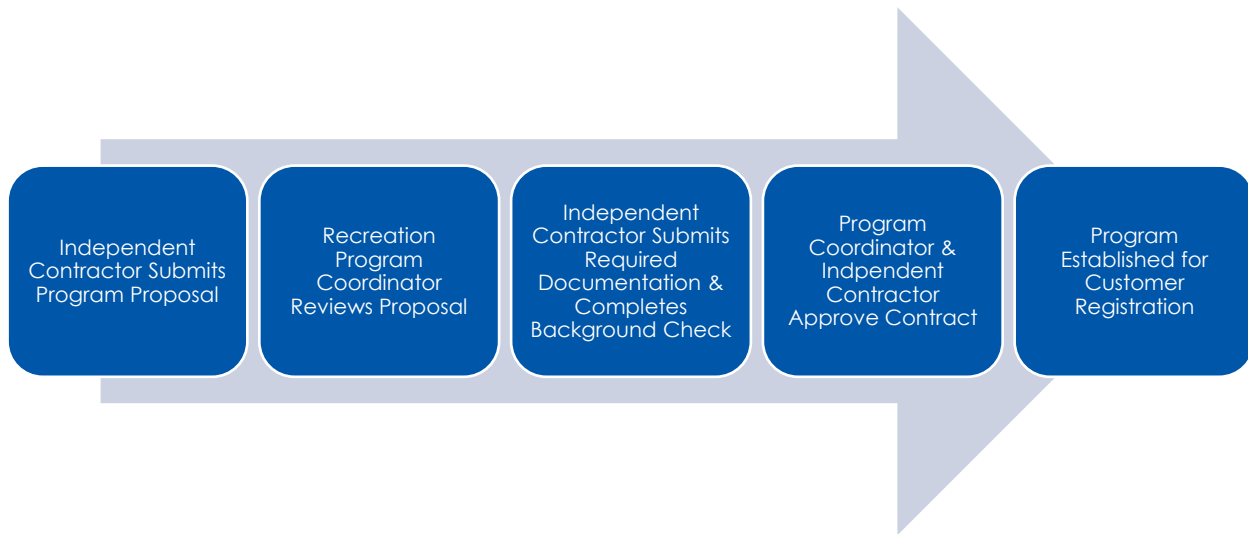 Independent
Contractor Submits
Program Proposal
Recreation
Program
Coordinator
Reviews Proposal
Independent
Contractor Submits
Required
Documentation &
Completes
Background Check
Program
Coordinator &
Indpendent
Contractor
Approve Contract
Program
Established for
Customer
Registration